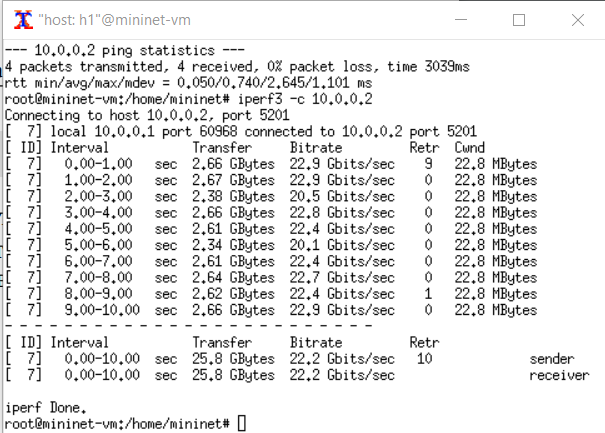 "host: h1"@mininet-vm
--- 10.0.0.2 ping statistics ---
4 packets transmitted, 4 received, 0% packet loss, time 3039ms
rtt min/avg/max/mdev = 0.050/0.740/2.645/1.101 ms
root@mininet-vm:/home/mininet# iperf3 -c 10.0.0.2
Connecting to host 10.0.0.2, port 5201
[  7] local 10.0.0.1 port 60968 connected to 10.0.0.2 port 5201
[ ID] Interval           Transfer     Bitrate         Retr  Cwnd
[  7]   0.00-1.00   sec  2.66 GBytes  22.9 Gbits/sec    9   22.8 MBytes
[  7]   1.00-2.00   sec  2.67 GBytes  22.9 Gbits/sec    0   22.8 MBytes
[  7]   2.00-3.00   sec  2.38 GBytes  20.5 Gbits/sec    0   22.8 MBytes
[  7]   3.00-4.00   sec  2.66 GBytes  22.8 Gbits/sec    0   22.8 MBytes
[  7]   4.00-5.00   sec  2.61 GBytes  22.4 Gbits/sec    0   22.8 MBytes
[  7]   5.00-6.00   sec  2.34 GBytes  20.1 Gbits/sec    0   22.8 MBytes
[  7]   6.00-7.00   sec  2.61 GBytes  22.4 Gbits/sec    0   22.8 MBytes
[  7]   7.00-8.00   sec  2.64 GBytes  22.7 Gbits/sec    0   22.8 MBytes
[  7]   8.00-9.00   sec  2.62 GBytes  22.4 Gbits/sec    1   22.8 MBytes
[  7]   9.00-10.00  sec  2.66 GBytes  22.9 Gbits/sec    0   22.8 MBytes
- - - - - - - - - - - - - - - - - - - - - - - - -
[ ID] Interval           Transfer     Bitrate         Retr
[  7]   0.00-10.00  sec  25.8 GBytes  22.2 Gbits/sec   10             sender
[  7]   0.00-10.00  sec  25.8 GBytes  22.2 Gbits/sec                  receiver
iperf Done.
root@mininet-vm:/home/mininet#